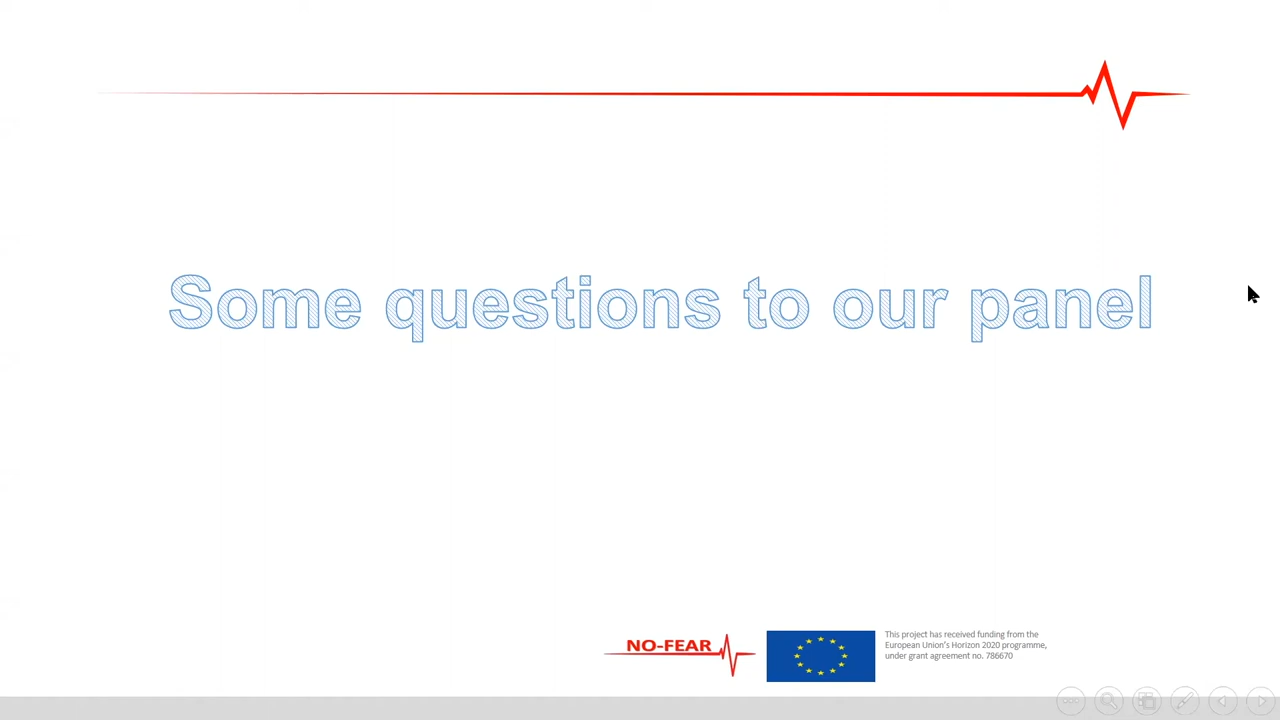 Some questions to our panel
NO-FEAR
This project has received funding from the
European Union's Horizon 2020 programme,
under grant agreement no. 786670